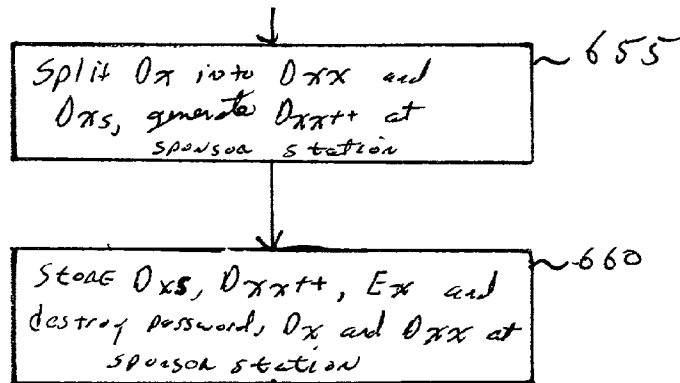 Split Dx into Dxx and
Dxs, generate Dxx++ at
sponsor station
655
Store Dxs, Dxx++, Ex and
destroy password, Dx and Dxx at
sponsor station
660